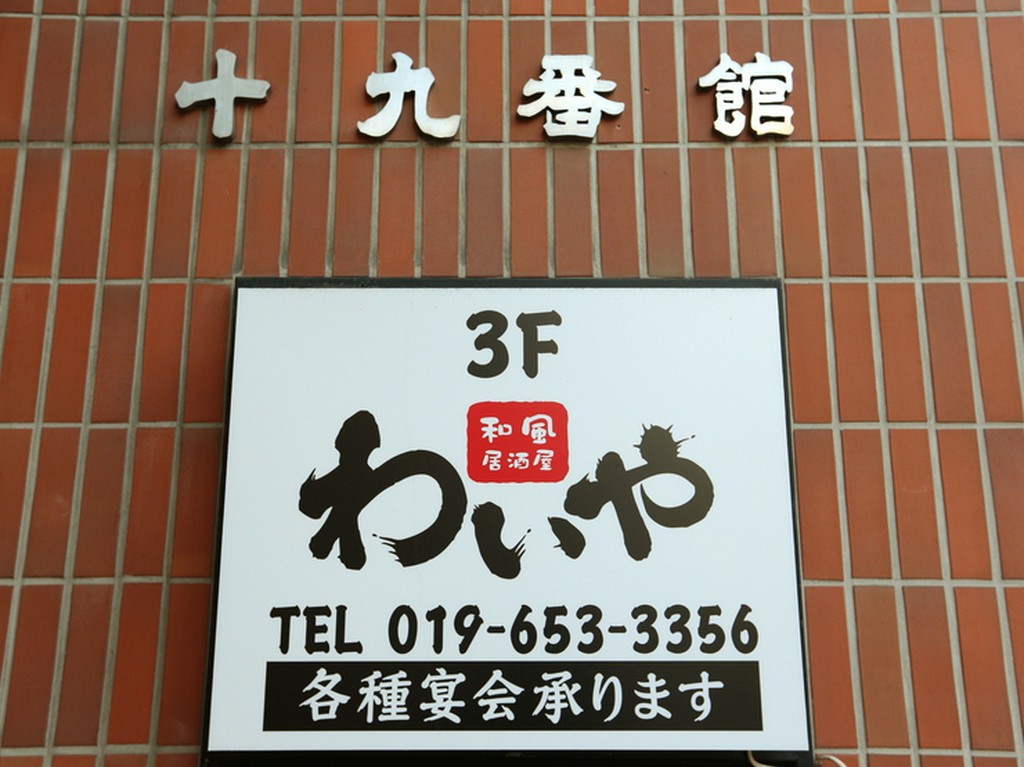 十九番館
3F
和風
居酒屋
わいや
TEL 019-653-3356
各種宴会承ります